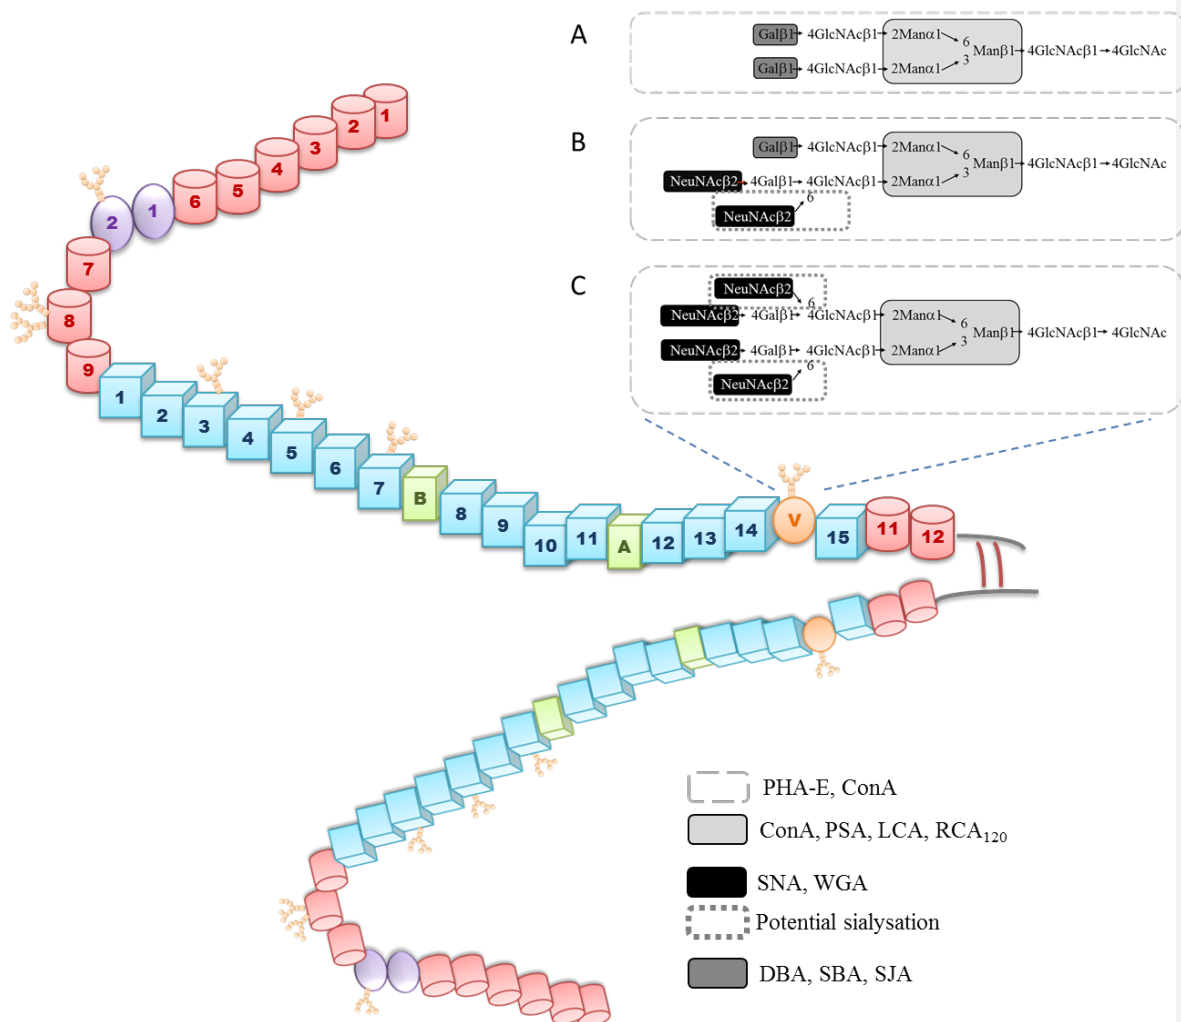 A
Galβ1→ 4GlcNAcβ1→ 2Manα1 6 Manβ1→ 4GlcNAcβ1→ 4GlcNAc
Galβ1→ 4GlcNAcβ1→ 2Manα1 3
B
Galβ1→ 4GlcNAcβ1→ 2Manα1 6 Manβ1→ 4GlcNAcβ1→ 4GlcNAc
NeuNAcβ2→ 4Galβ1→ 4GlcNAcβ1→ 2Manα1 3
NeuNAcβ2 6
C
NeuNAcβ2 6
NeuNAcβ2→ 4Galβ1→ 4GlcNAcβ1→ 2Manα1 6 Manβ1→ 4GlcNAcβ1→ 4GlcNAc
NeuNAcβ2→ 4Galβ1→ 4GlcNAcβ1→ 2Manα1 3
NeuNAcβ2 6
1
2
3
4
5
6
1
2
7
8
9
1
2
3
4
5
6
7
B
8
9
10
11
A
12
13
14
V
15
11
12
PHA-E, ConA
ConA, PSA, LCA, RCA120
SNA, WGA
Potential sialysation
DBA, SBA, SJA